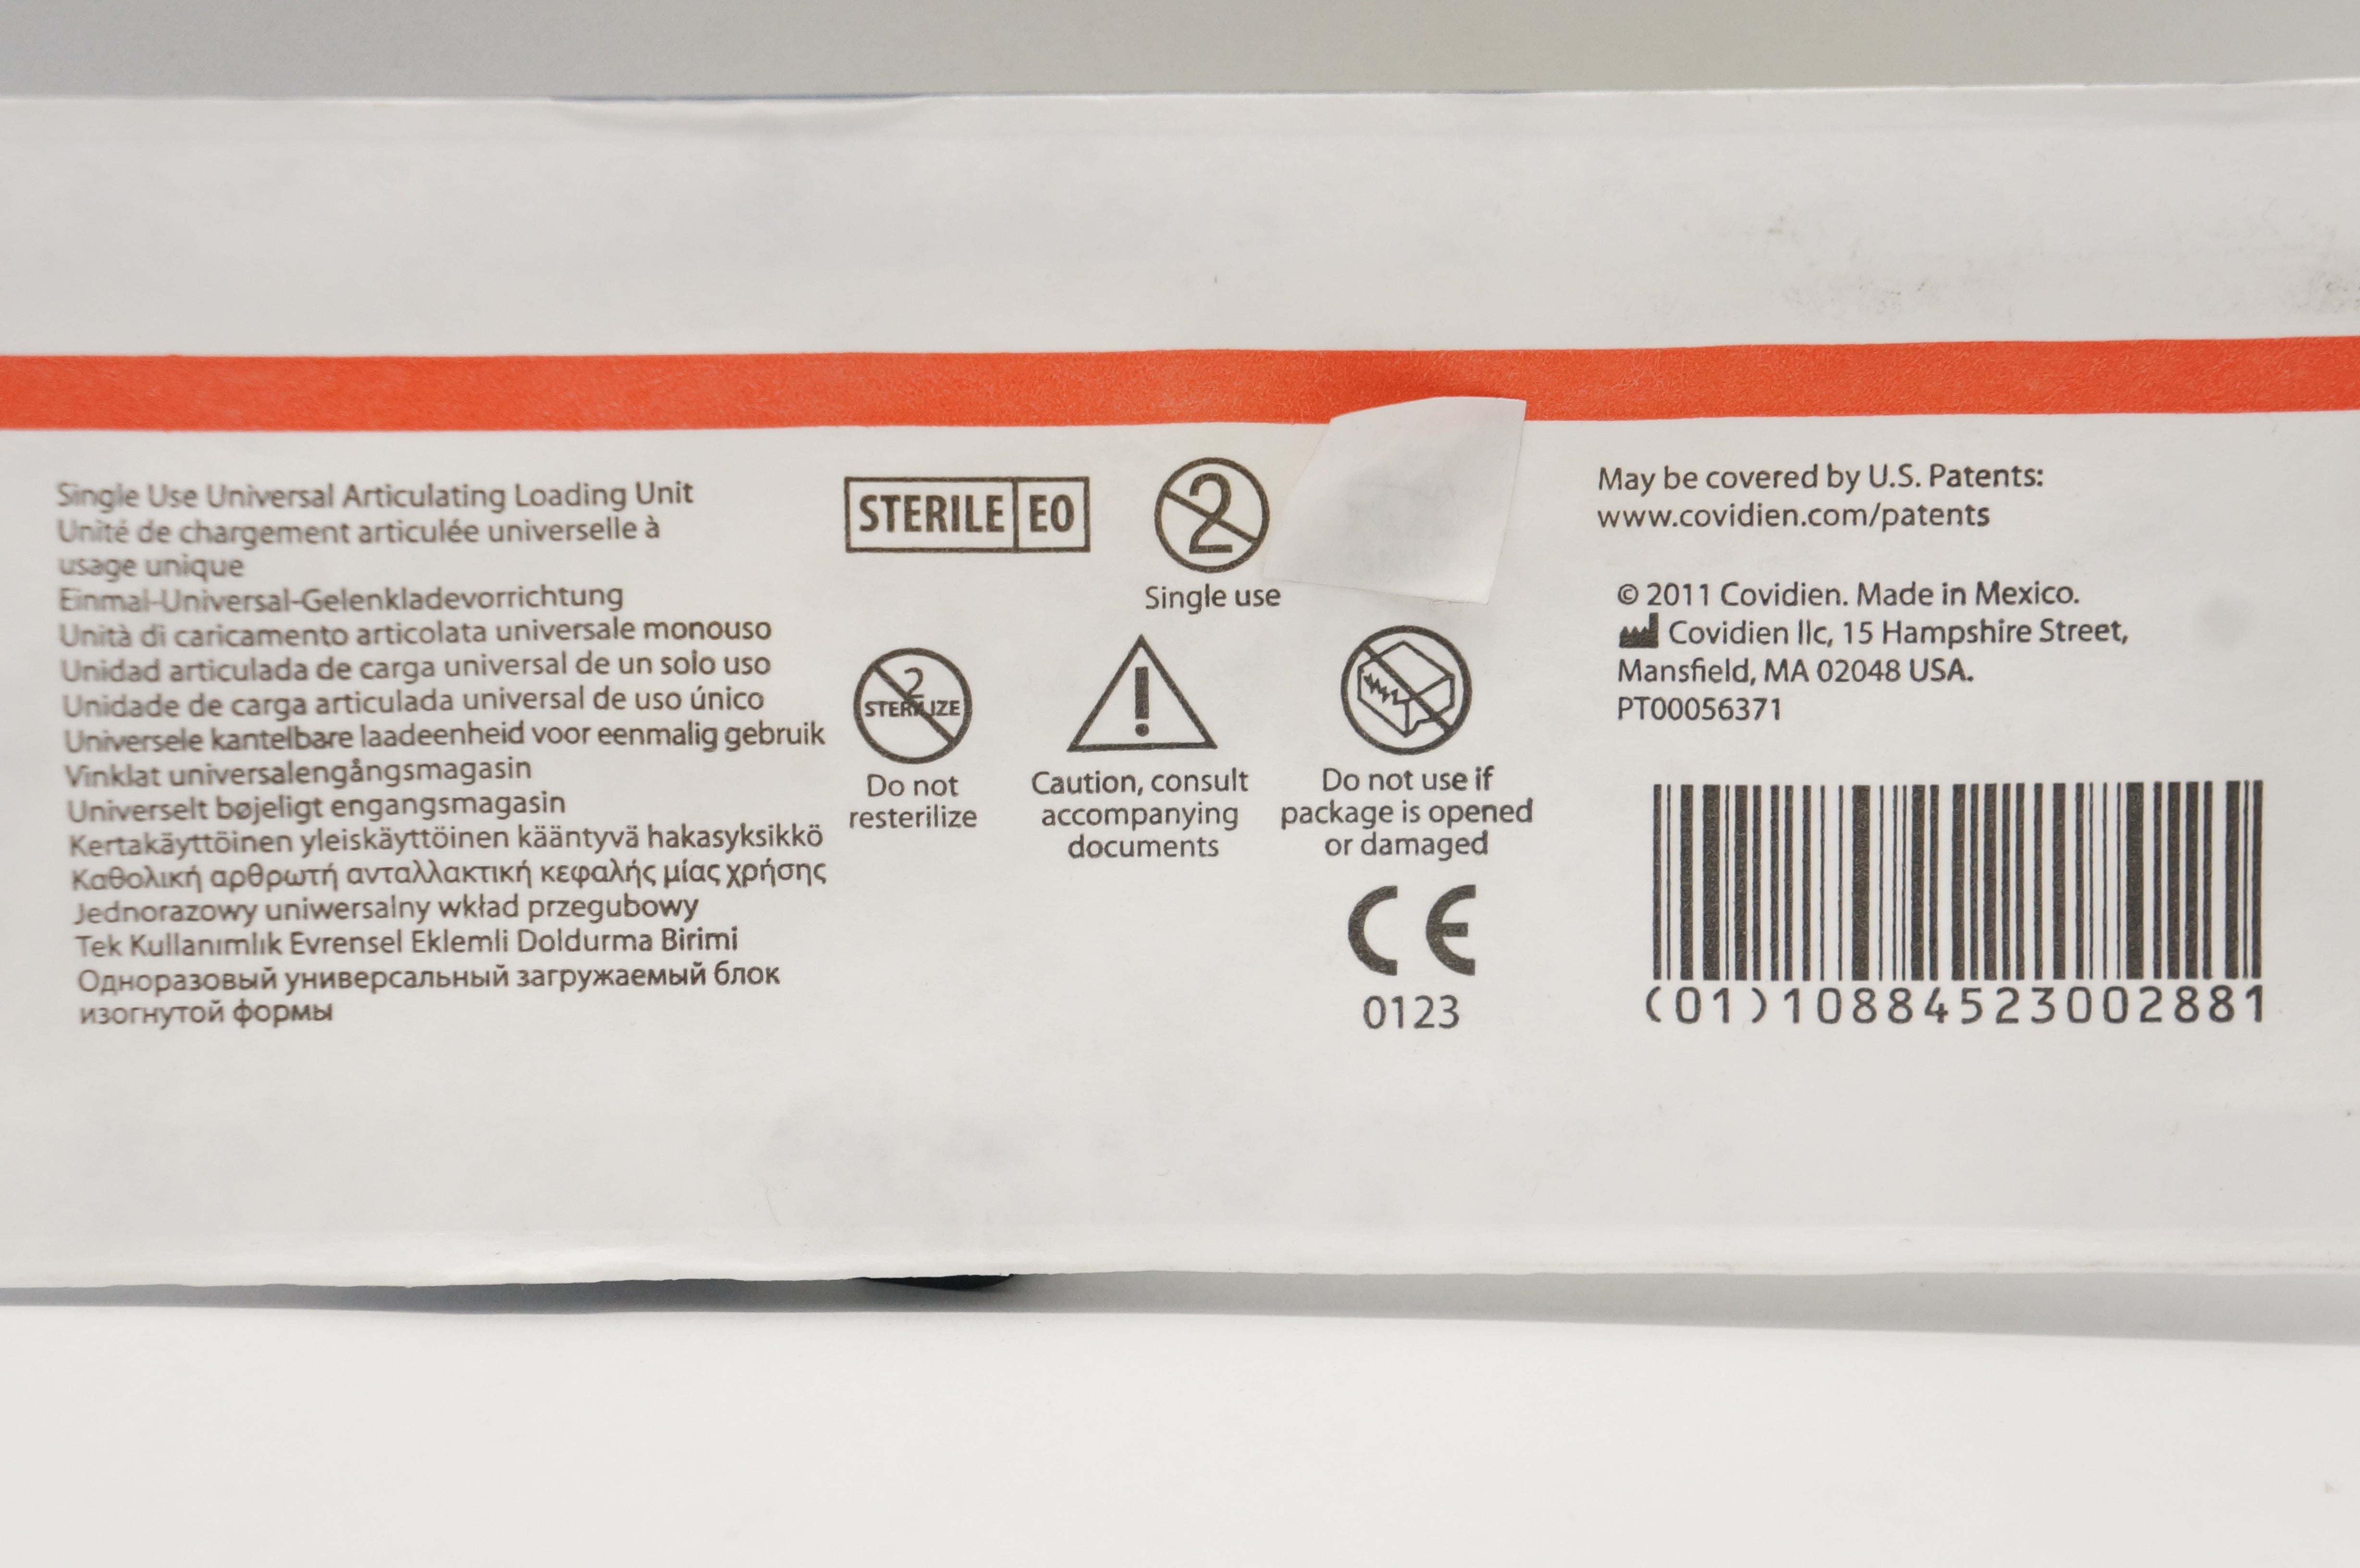 Single Use Universal Articulating Loading Unit
Unité de chargement articulée universelle à
usage unique
Einmal-Universal-Gelenkladevorrichtung
Unità di caricamento articolata universale monouso
Unidad articulada de carga universal de un solo uso
Unidade de carga articulada universal de uso único
Universele kantelbare laadeenheid voor eenmalig gebruik
Vinklat universalengångsmagasin
Universelt bøjeligt engangsmagasin
Kertakäyttöinen yleiskäyttöinen kääntyvä hakasyksikkö
Καθολική αρθρωτή ανταλλακτική κεφαλής μίας χρήσης
Jednorazowy uniwersalny wkład przegubowy
Tek Kullanımlık Evrensel Eklemli Doldurma Birimi
Одноразовый универсальный загружаемый блок
изогнутой формы
STERILE EO
2
Single use
2
STERILIZE
Do not
resterilize
!
Caution, consult
accompanying
documents
Do not use if
package is opened
or damaged
CE
0123
May be covered by U.S. Patents:
www.covidien.com/patents
© 2011 Covidien. Made in Mexico.
Covidien llc, 15 Hampshire Street,
Mansfield, MA 02048 USA.
PT00056371
(01)10884523002881